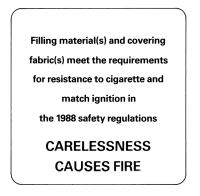 Filling material(s) and covering
fabric(s) meet the requirements
for resistance to cigarette and
match ignition in
the 1988 safety regulations
CARELESSNESS
CAUSES FIRE